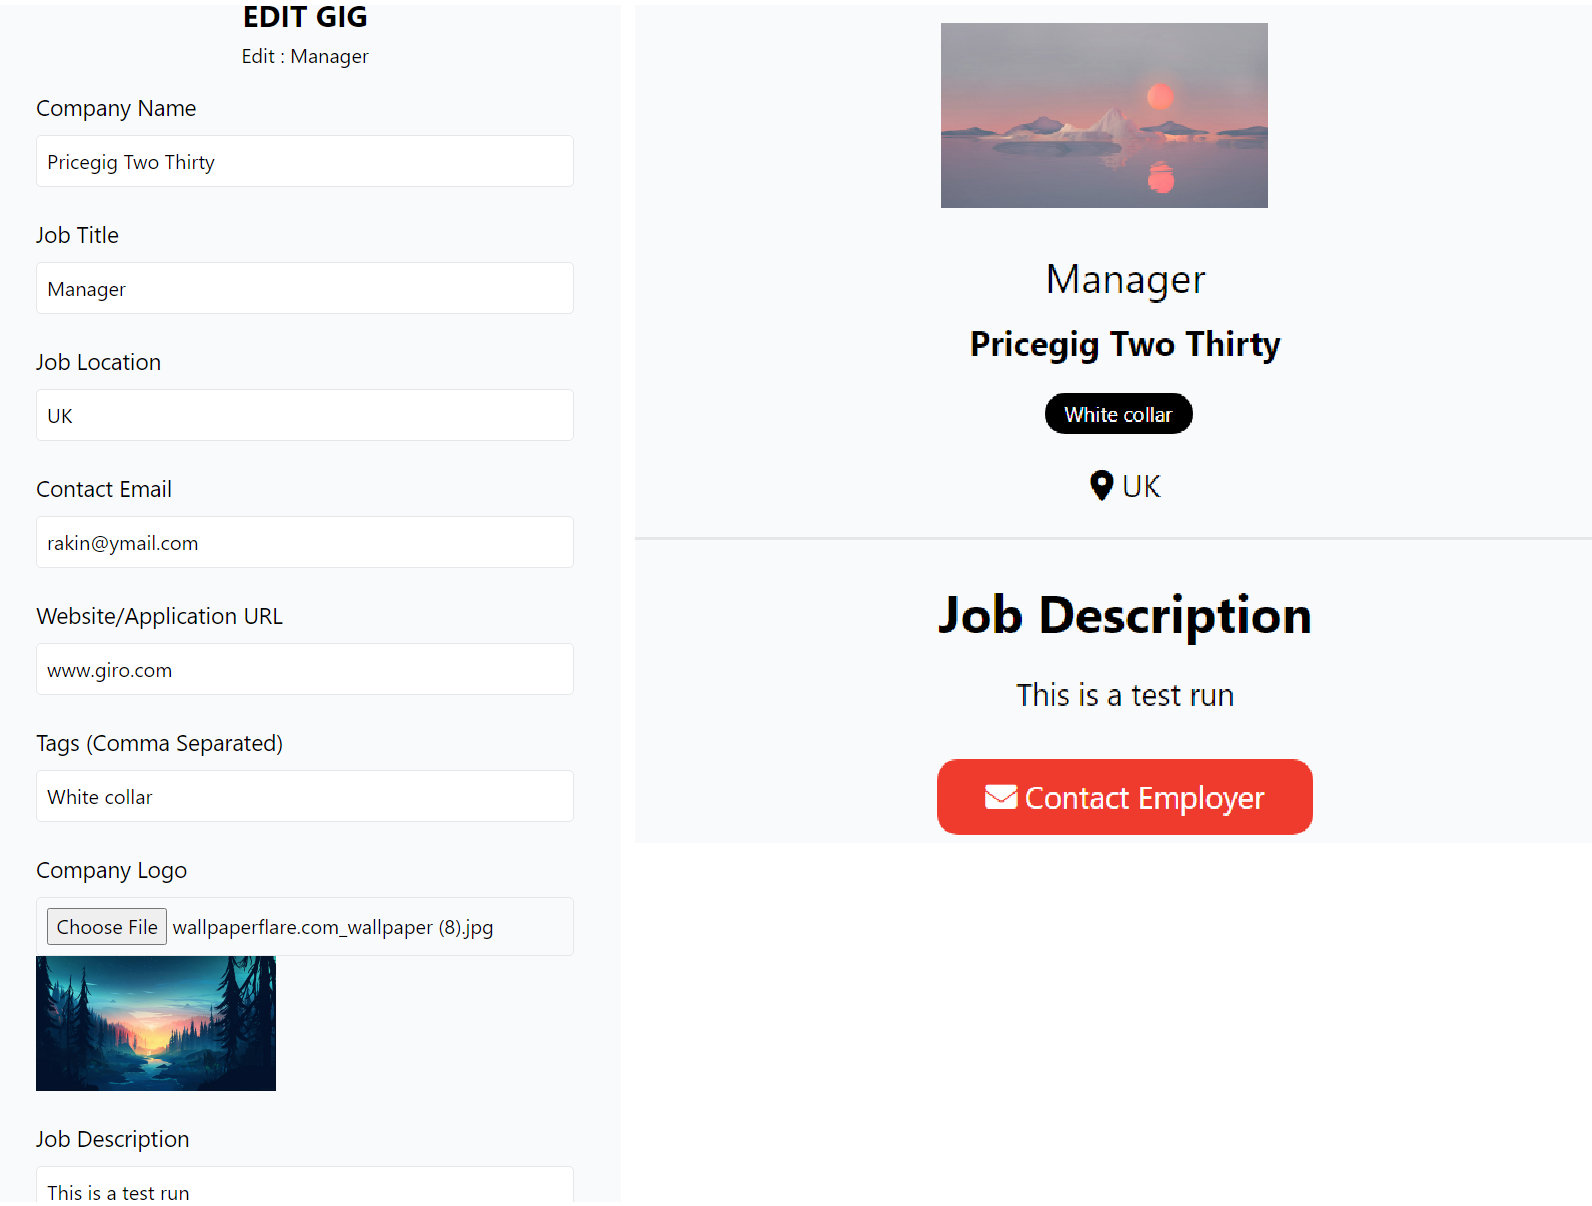 EDIT GIG
Edit : Manager
Company Name
Pricegig Two Thirty
Job Title
Manager
Job Location
UK
Contact Email
rakin@ymail.com
Website/Application URL
www.giro.com
Tags (Comma Separated)
White collar
Company Logo
Choose File wallpaperflare.com_wallpaper (8).jpg
Job Description
This is a test run
Manager
Pricegig Two Thirty
White collar
UK
Job Description
This is a test run
Contact Employer